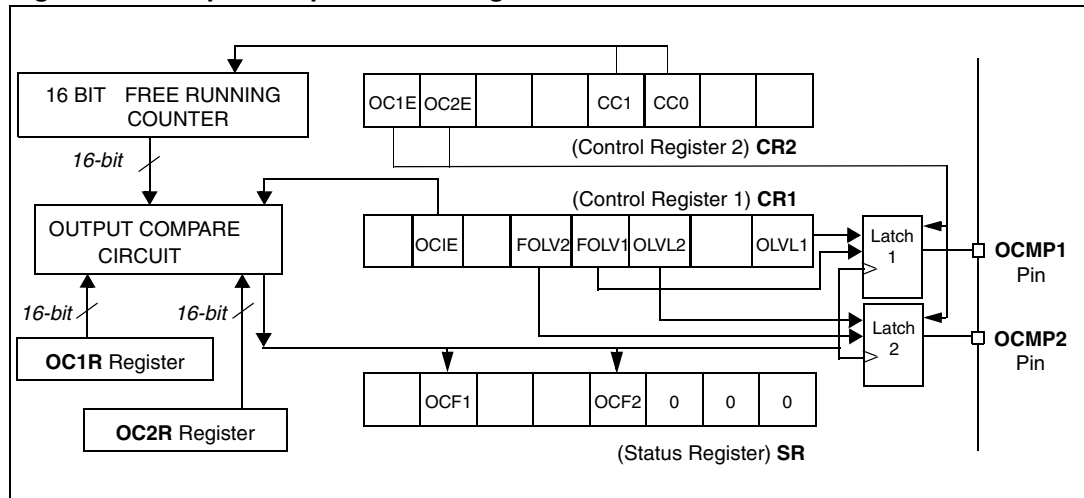 16 BIT FREE RUNNING
COUNTER
OC1E OC2E CC1 CC0
(Control Register 2) CR2
16-bit
(Control Register 1) CR1
OUTPUT COMPARE
CIRCUIT
OCIE FOLV2 FOLV1 OLVL2 OLVL1
Latch
1
OCMP1
Pin
16-bit 16-bit
Latch
2
OCMP2
Pin
OC1R Register
OCF1 OCF2 0 0 0
OC2R Register
(Status Register) SR